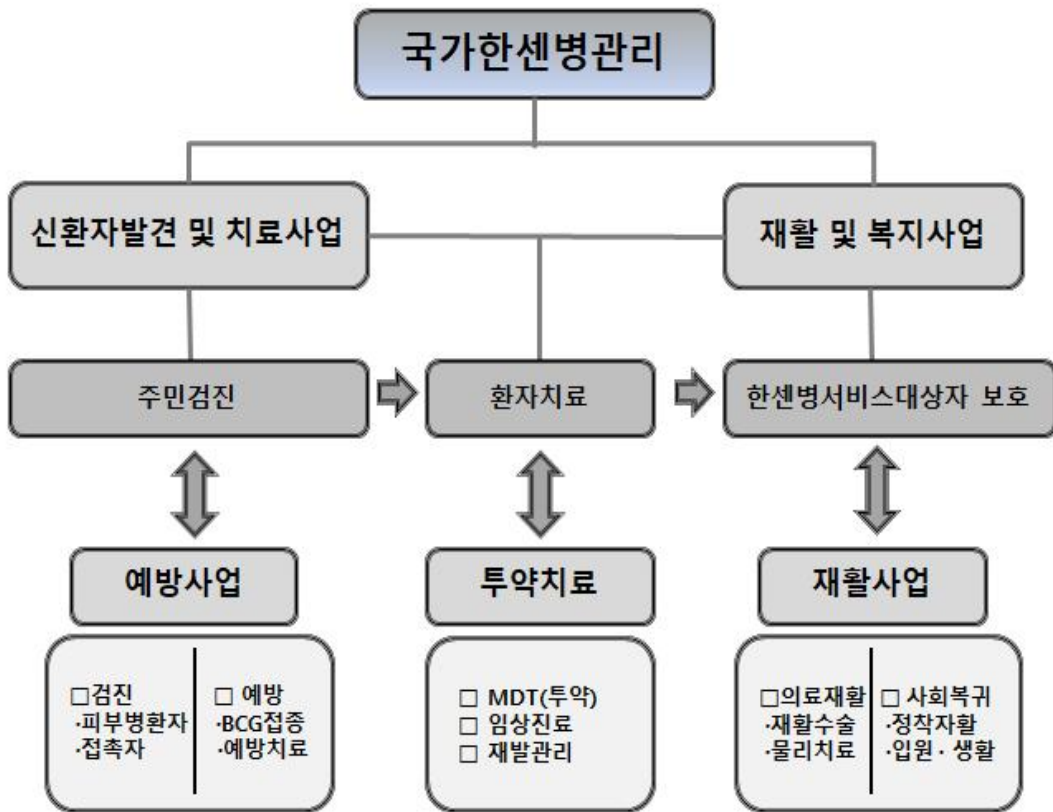 국가한센병관리
신환자발견 및 치료사업
재활 및 복지사업
주민검진
환자치료
한센병서비스대상자 보호
예방사업
투약치료
재활사업
□검진
·피부병환자
·접촉자
□ 예방
·BCG접종
·예방치료
□ MDT(투약)
□ 임상진료
□ 재발관리
□의료재활
·재활수술
·물리치료
□ 사회복귀
·정착자활
·입원· 생활